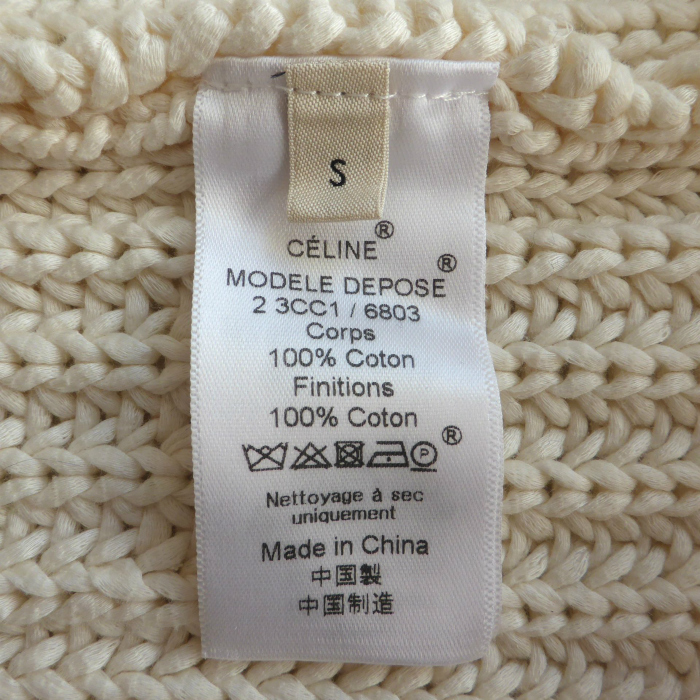 S
CÉLINE®
MODELE DEPOSE®
2 3CC1 / 6803
Corps
100% Coton
Finitions
100% Coton
P ®
Nettoyage à sec
uniquement
Made in China
中国製
中国制造